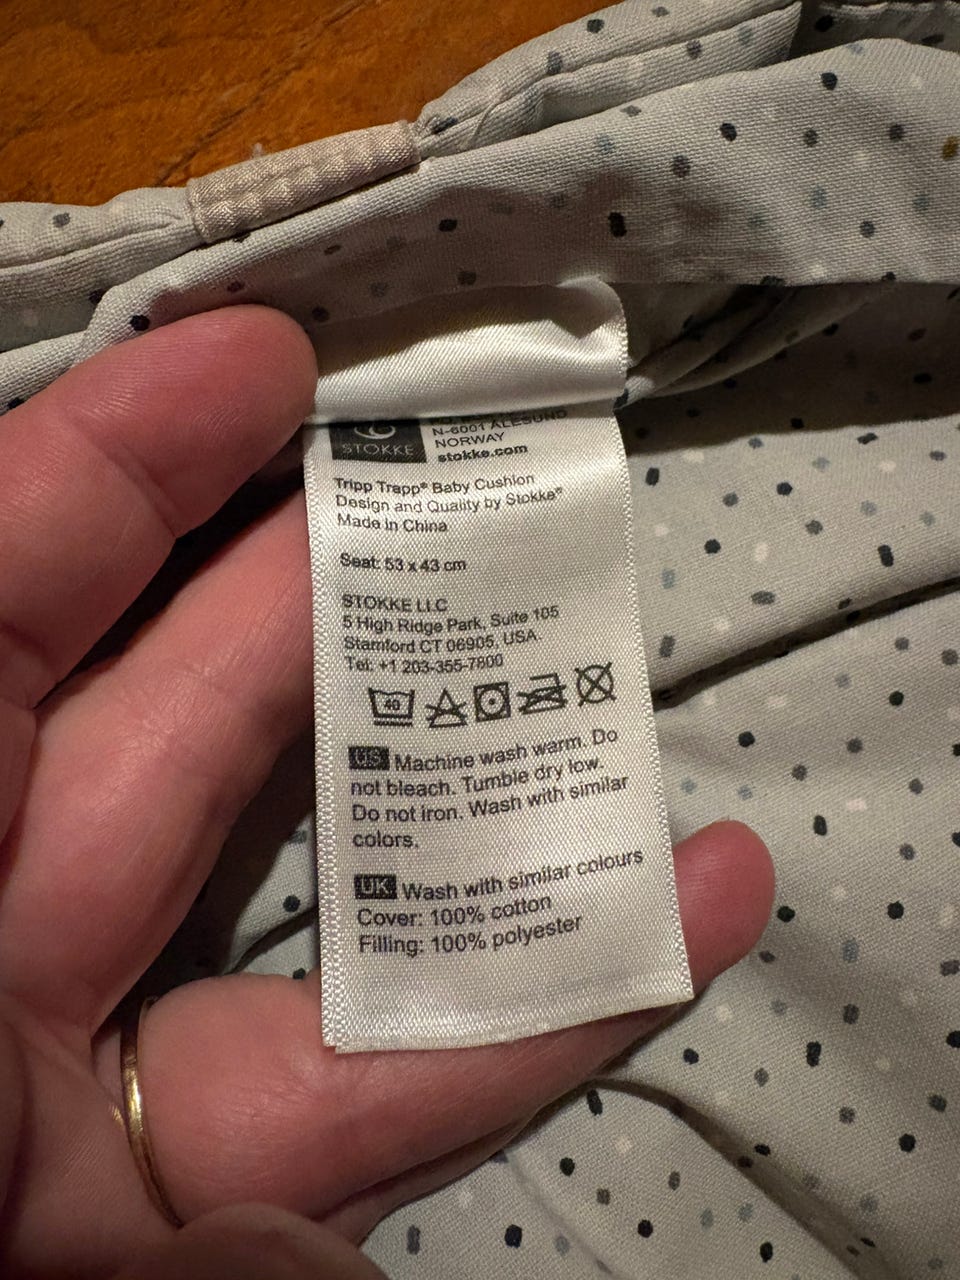 STOKKE
N-6001 ÅLESUND
NORWAY
stokke.com
Tripp Trapp® Baby Cushion
Design and Quality by Stokke®
Made in China
Seat: 53 x 43 cm
STOKKE LLC
5 High Ridge Park, Suite 105
Stamford CT 06905, USA.
Tel: +1 203-355-7800
40
US Machine wash warm. Do
not bleach. Tumble dry low.
Do not iron. Wash with similar
colors.
UK Wash with similar colours
Cover: 100% cotton
Filling: 100% polyester